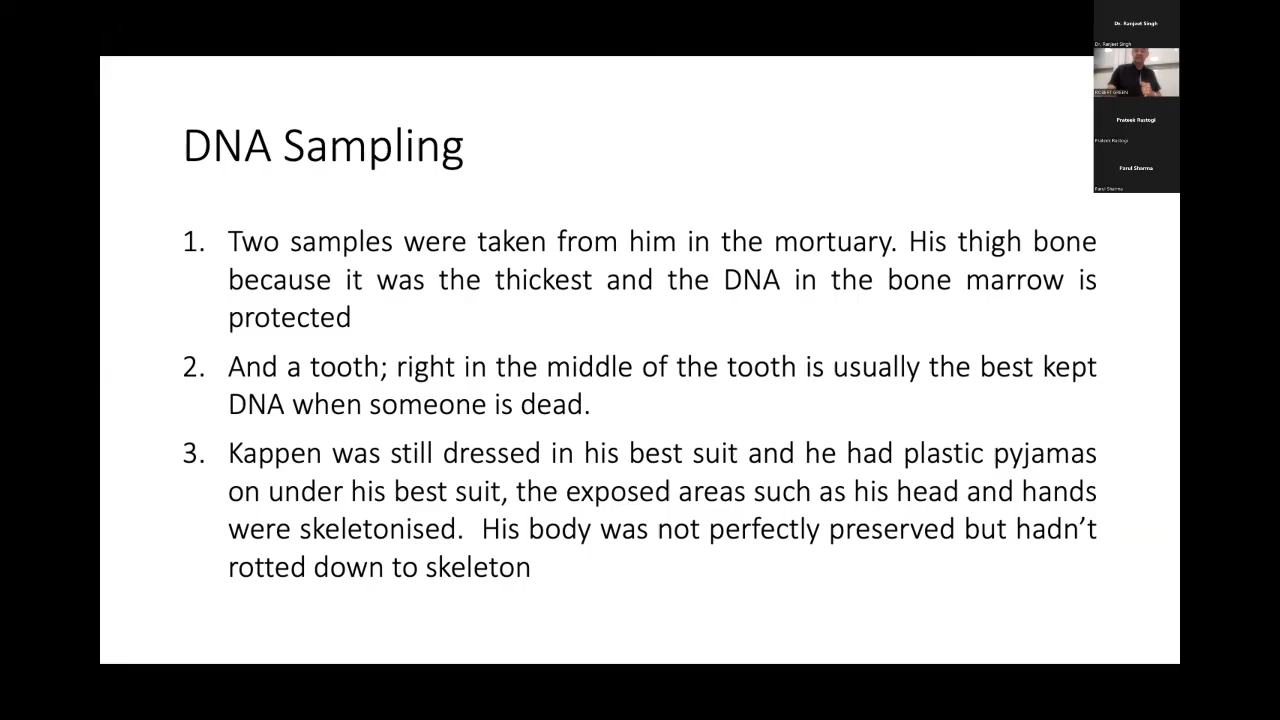 Dr. Ranjeet Singh
Dr. Ranjeet Singh
ROBERT GREEN
Prateek Rastogi
Prateek Rastogi
Parul Sharma
Parul Sharma
DNA Sampling
1. Two samples were taken from him in the mortuary. His thigh bone
because it was the thickest and the DNA in the bone marrow is
protected
2. And a tooth; right in the middle of the tooth is usually the best kept
DNA when someone is dead.
3. Kappen was still dressed in his best suit and he had plastic pyjamas
on under his best suit, the exposed areas such as his head and hands
were skeletonised.  His body was not perfectly preserved but hadn’t
rotted down to skeleton